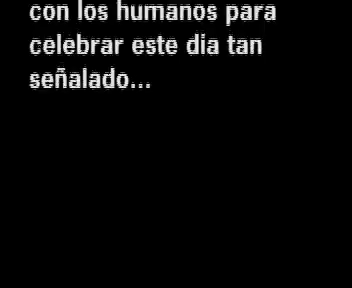 con los humanos para
celebrar este dia tan
señalado...